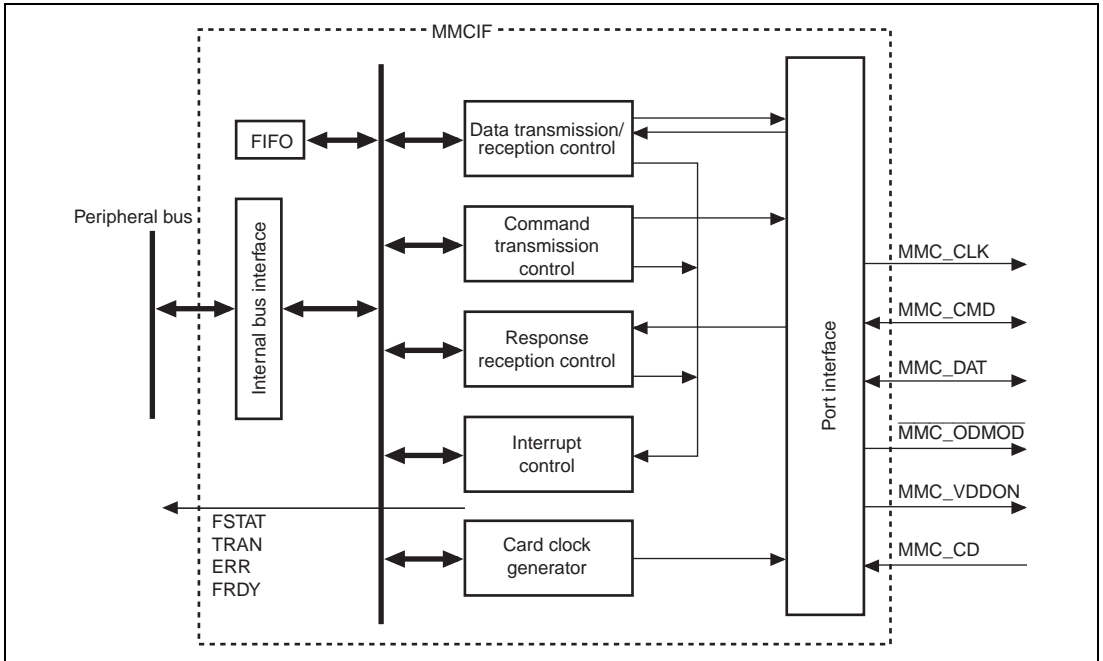 MMCIF
FIFO
Data transmission/
reception control
Peripheral bus
Internal bus interface
Command
transmission
control
Response
reception control
Interrupt
control
FSTAT
TRAN
ERR
FRDY
Card clock
generator
Port interface
MMC_CLK
MMC_CMD
MMC_DAT
MMC_ODMOD
MMC_VDDON
MMC_CD